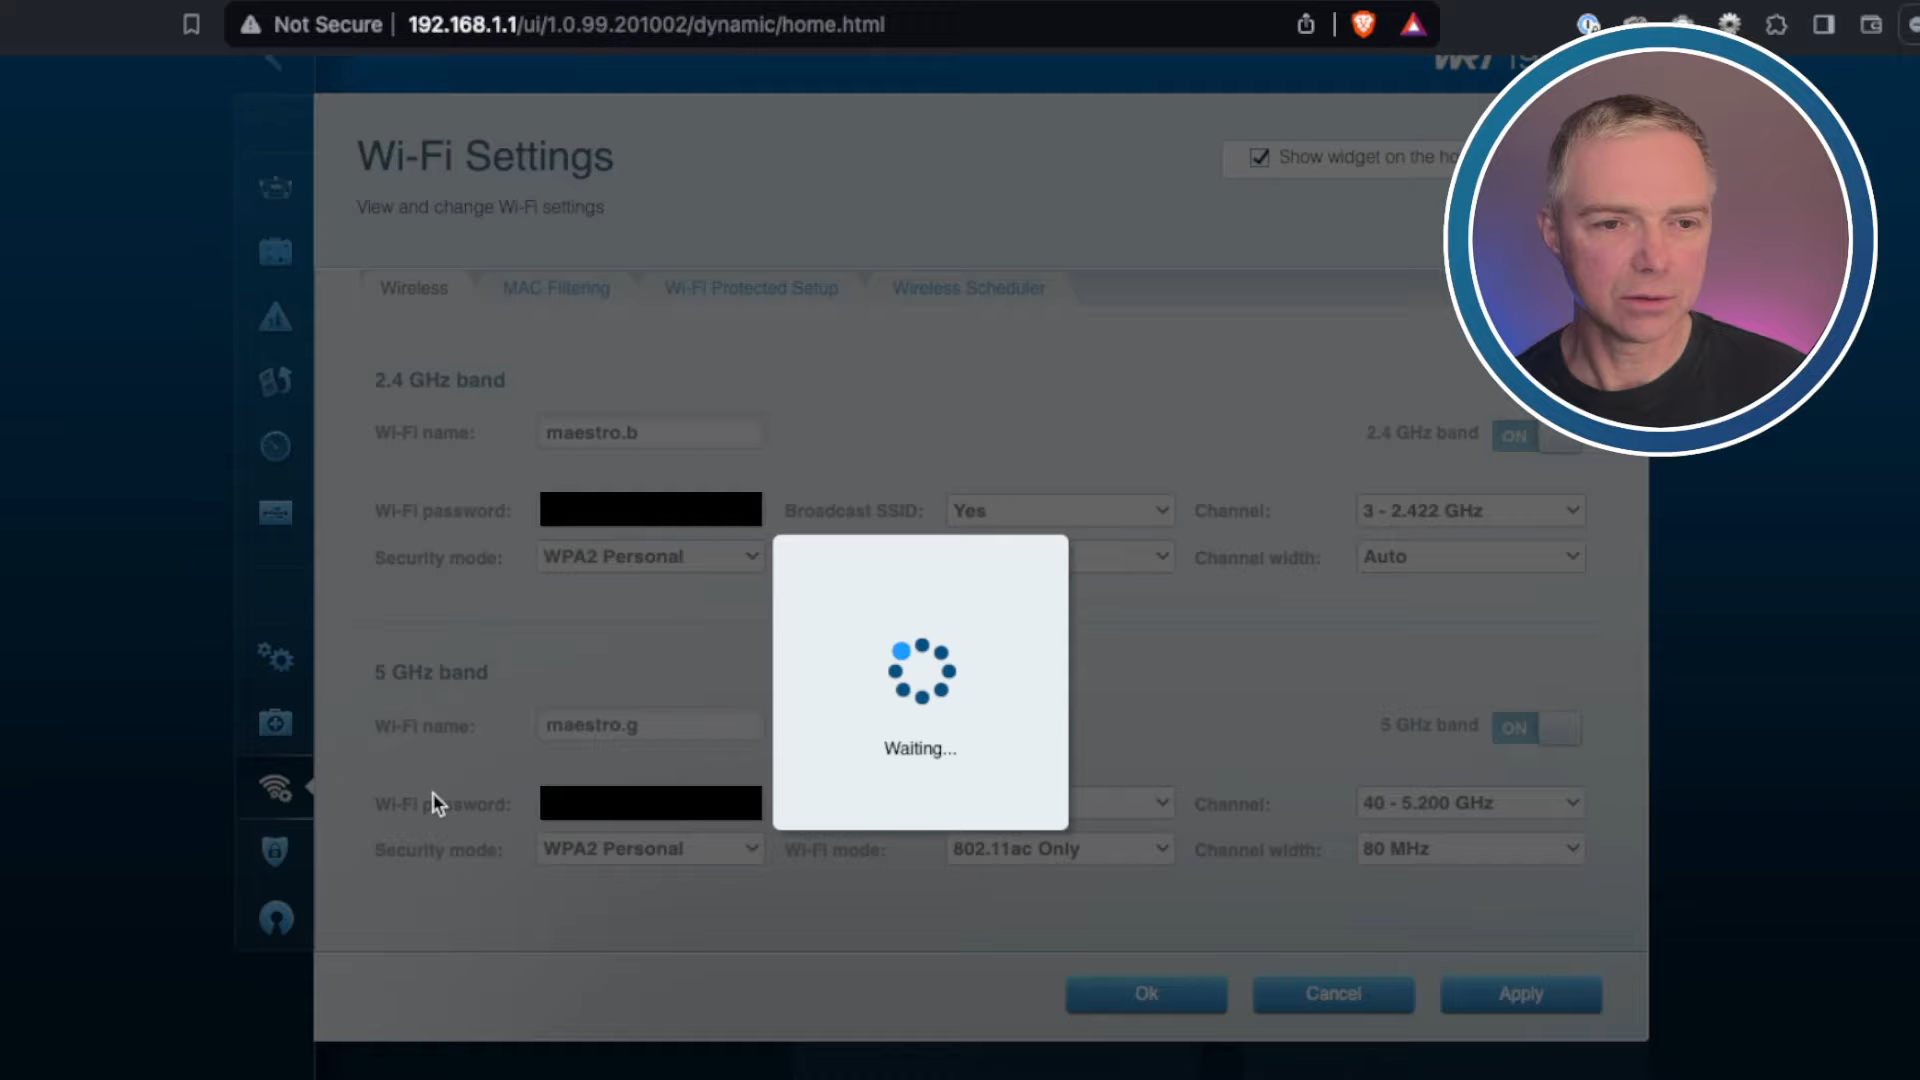 Not Secure | 192.168.1.1/ui/1.0.99.201002/dynamic/home.html
Wi-Fi Settings
Show widget on the
View and change Wi-Fi settings
Wireless
MAC Filtering
Wi-Fi Protected Setup
Wireless Scheduler
2.4 GHz band
Wi-Fi name: maestro.b
2.4 GHz band ON
Wi-Fi password:
Broadcast SSID: Yes
Channel: 3 - 2.422 GHz
Security mode: WPA2 Personal
Channel width: Auto
Waiting...
5 GHz band
Wi-Fi name: maestro.g
5 GHz band ON
Wi-Fi password:
Channel: 40 - 5.200 GHz
Security mode: WPA2 Personal
Wi-Fi mode: 802.11ac Only
Channel width: 80 MHz
Ok
Cancel
Apply